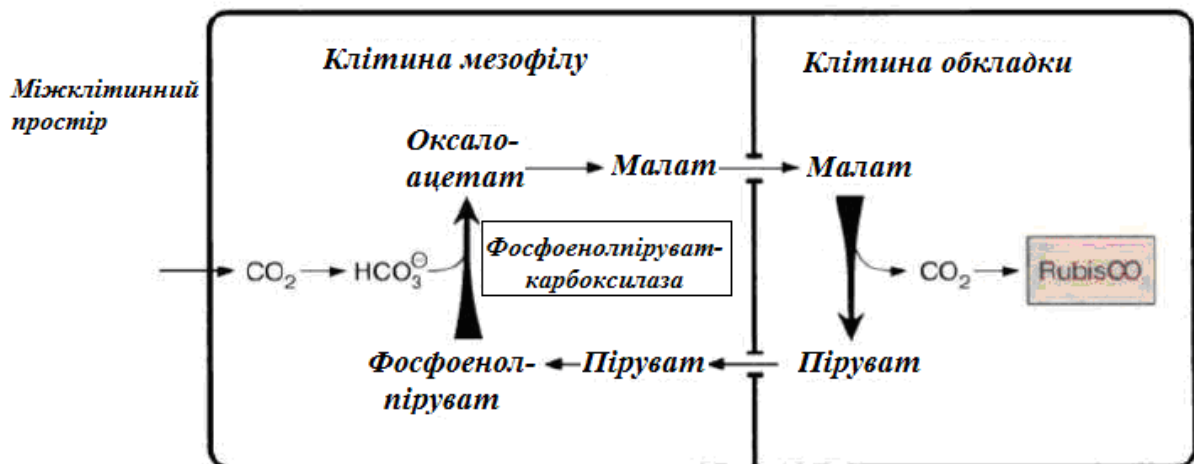 Клітина мезофілу
Клітина обкладки
Міжклітинний
простір
Оксало-
ацетат
Малат
Малат
Фосфоенолпіруват-
карбоксилаза
CO₂
HCO₃⊖
CO₂
RubisCO
Фосфоенол-
піруват
Піруват
Піруват